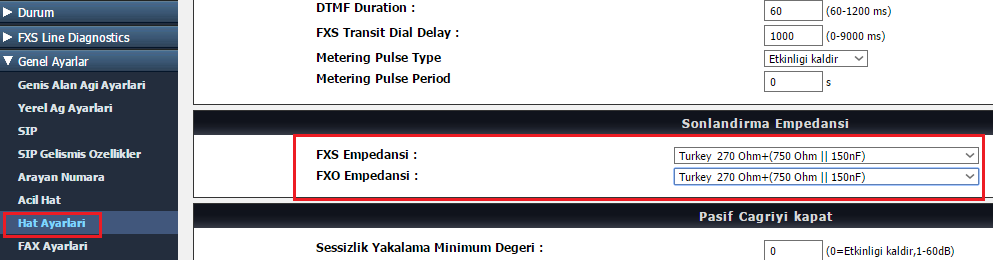 Durum
FXS Line Diagnostics
Genel Ayarlar
Genis Alan Agi Ayarlari
Yerel Ag Ayarlari
SIP
SIP Gelismis Ozellikler
Arayan Numara
Acil Hat
Hat Ayarlari
FAX Ayarlari
DTMF Duration : 60 (60-1200 ms)
FXS Transit Dial Delay : 1000 (0-9000 ms)
Metering Pulse Type Etkinligi kaldir
Metering Pulse Period 0 s
Sonlandirma Empedansi
FXS Empedansi : Turkey 270 Ohm+(750 Ohm || 150nF)
FXO Empedansi : Turkey 270 Ohm+(750 Ohm || 150nF)
Pasif Cagriyi kapat
Sessizlik Yakalama Minimum Degeri : 0 (0=Etkinligi kaldir,1-60dB)